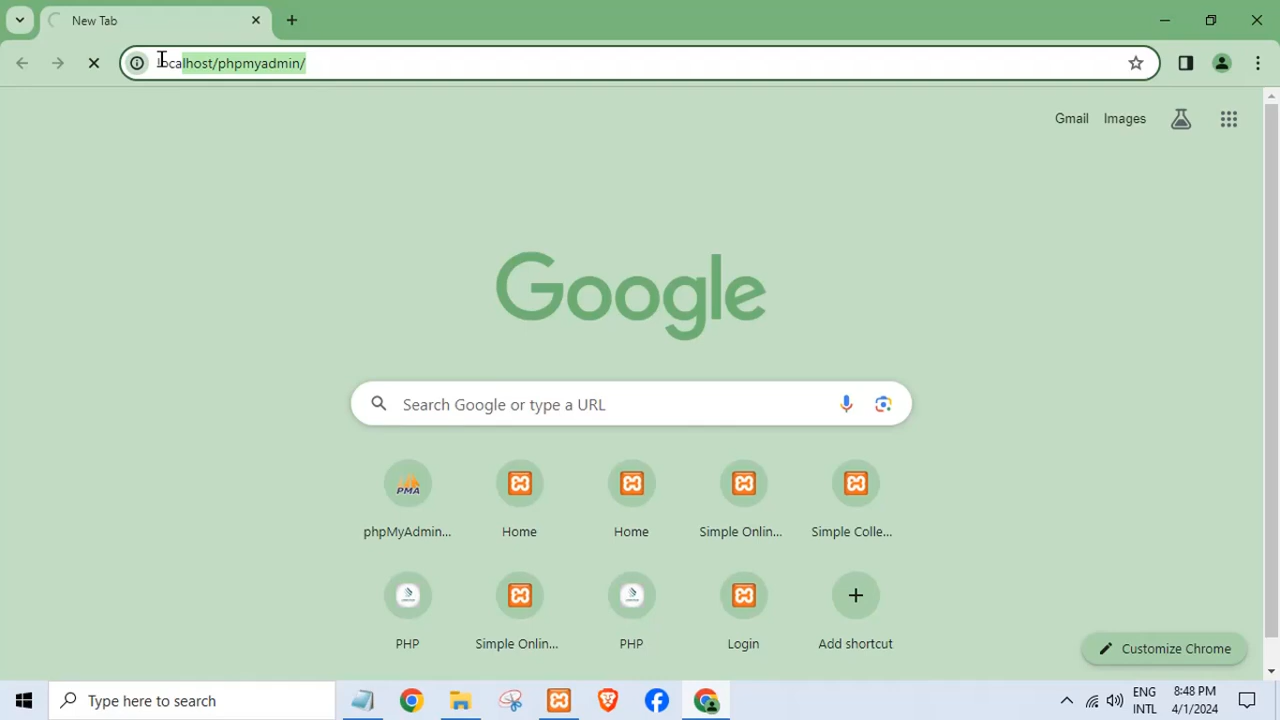 New Tab
localhost/phpmyadmin/
Gmail Images
Google
Search Google or type a URL
PMA
phpMyAdmin... Home Home Simple Onlin... Simple Colle...
PHP Simple Onlin... PHP Login Add shortcut
Customize Chrome
Type here to search
ENG
INTL
8:48 PM
4/1/2024